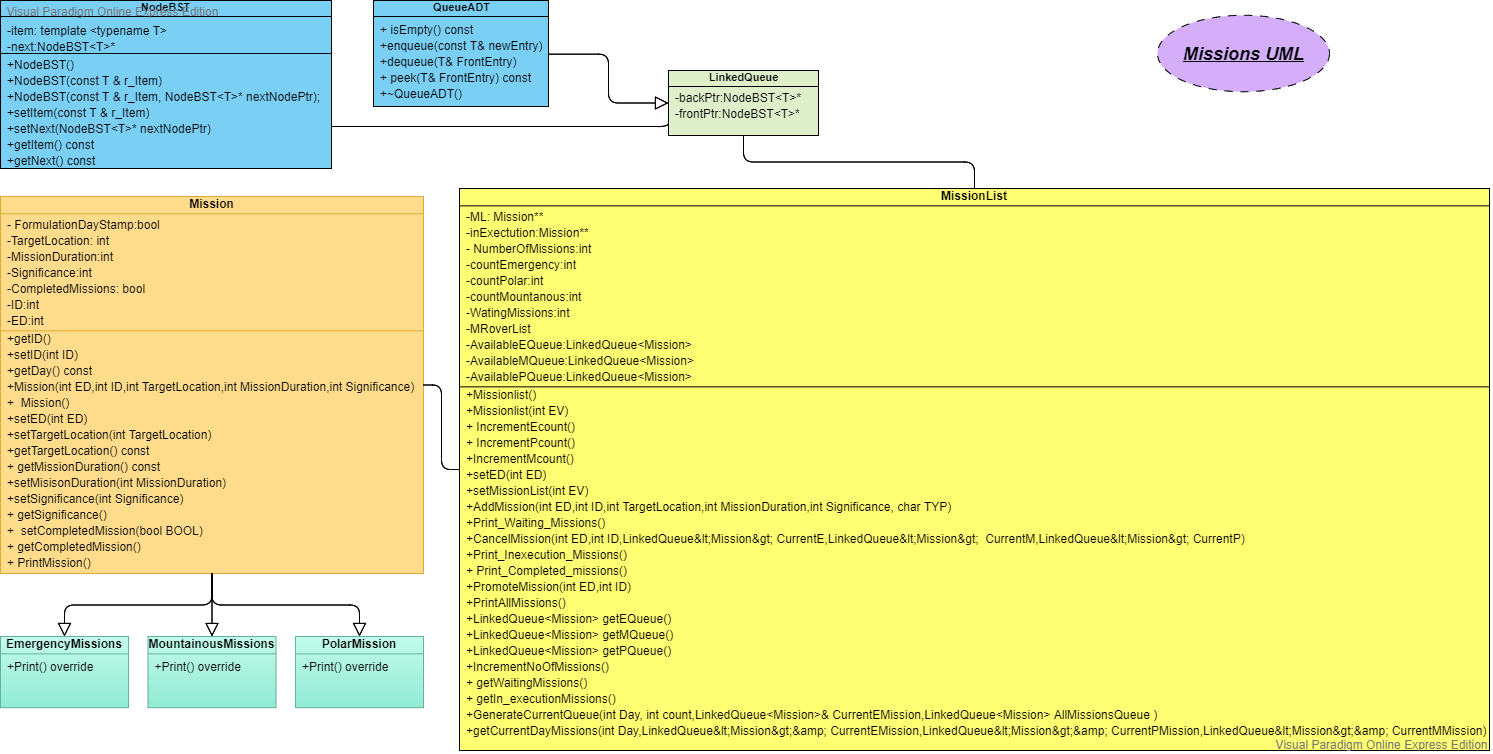 Visual Paradigm Online Express Edition
NodeBST
-item: template <typename T>
-next:NodeBST<T>*
+NodeBST()
+NodeBST(const T & r_Item)
+NodeBST(const T & r_Item, NodeBST<T>* nextNodePtr);
+setItem(const T & r_Item)
+setNext(NodeBST<T>* nextNodePtr)
+getItem() const
+getNext() const
QueueADT
+ isEmpty() const
+enqueue(const T& newEntry)
+dequeue(T& FrontEntry)
+ peek(T& FrontEntry) const
+~QueueADT()
LinkedQueue
-backPtr:NodeBST<T>*
-frontPtr:NodeBST<T>*
Missions UML
Mission
- FormulationDayStamp:bool
-TargetLocation: int
-MissionDuration:int
-Significance:int
-CompletedMissions: bool
-ID:int
-ED:int
+getID()
+setID(int ID)
+getDay() const
+Mission(int ED,int ID,int TargetLocation,int MissionDuration,int Significance)
+ Mission()
+setED(int ED)
+setTargetLocation(int TargetLocation)
+getTargetLocation() const
+ getMissionDuration() const
+setMisisonDuration(int MissionDuration)
+setSignificance(int Significance)
+ getSignificance()
+ setCompletedMission(bool BOOL)
+ getCompletedMission()
+ PrintMission()
EmergencyMissions
+Print() override
MountainousMissions
+Print() override
PolarMission
+Print() override
MissionList
-ML: Mission**
-inExectution:Mission**
- NumberOfMissions:int
-countEmergency:int
-countPolar:int
-countMountanous:int
-WatingMissions:int
-MRoverList
-AvailableEQueue:LinkedQueue<Mission>
-AvailableMQueue:LinkedQueue<Mission>
-AvailablePQueue:LinkedQueue<Mission>
+Missionlist()
+Missionlist(int EV)
+ IncrementEcount()
+ IncrementPcount()
+IncrementMcount()
+setED(int ED)
+setMissionList(int EV)
+AddMission(int ED,int ID,int TargetLocation,int MissionDuration,int Significance, char TYP)
+Print_Waiting_Missions()
+CancelMission(int ED,int ID,LinkedQueue&lt;Mission&gt; CurrentE,LinkedQueue&lt;Mission&gt; CurrentM,LinkedQueue&lt;Mission&gt; CurrentP)
+Print_Inexecution_Missions()
+ Print_Completed_missions()
+PromoteMission(int ED,int ID)
+PrintAllMissions()
+LinkedQueue<Mission> getEQueue()
+LinkedQueue<Mission> getMQueue()
+LinkedQueue<Mission> getPQueue()
+IncrementNoOfMissions()
+ getWaitingMissions()
+ getIn_executionMissions()
+GenerateCurrentQueue(int Day, int count,LinkedQueue<Mission>& CurrentEMission,LinkedQueue<Mission> AllMissionsQueue )
+getCurrentDayMissions(int Day,LinkedQueue&lt;Mission&gt;&amp; CurrentEMission,LinkedQueue&lt;Mission&gt;&amp; CurrentPMission,LinkedQueue&lt;Mission&gt;&amp; CurrentMMission)
Visual Paradigm Online Express Edition